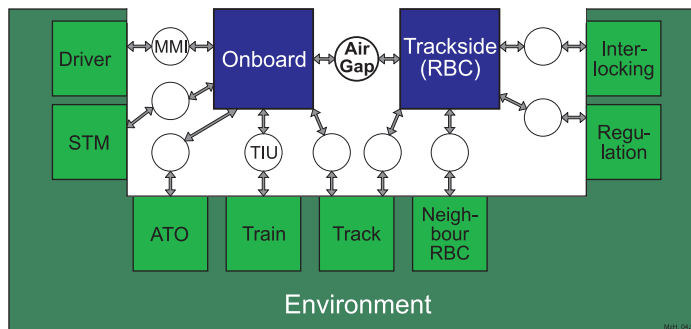 Driver
MMI
Onboard
Air
Gap
Trackside
(RBC)
Inter-
locking
STM
Regu-
lation
TIU
ATO
Train
Track
Neigh-
bour
RBC
Environment